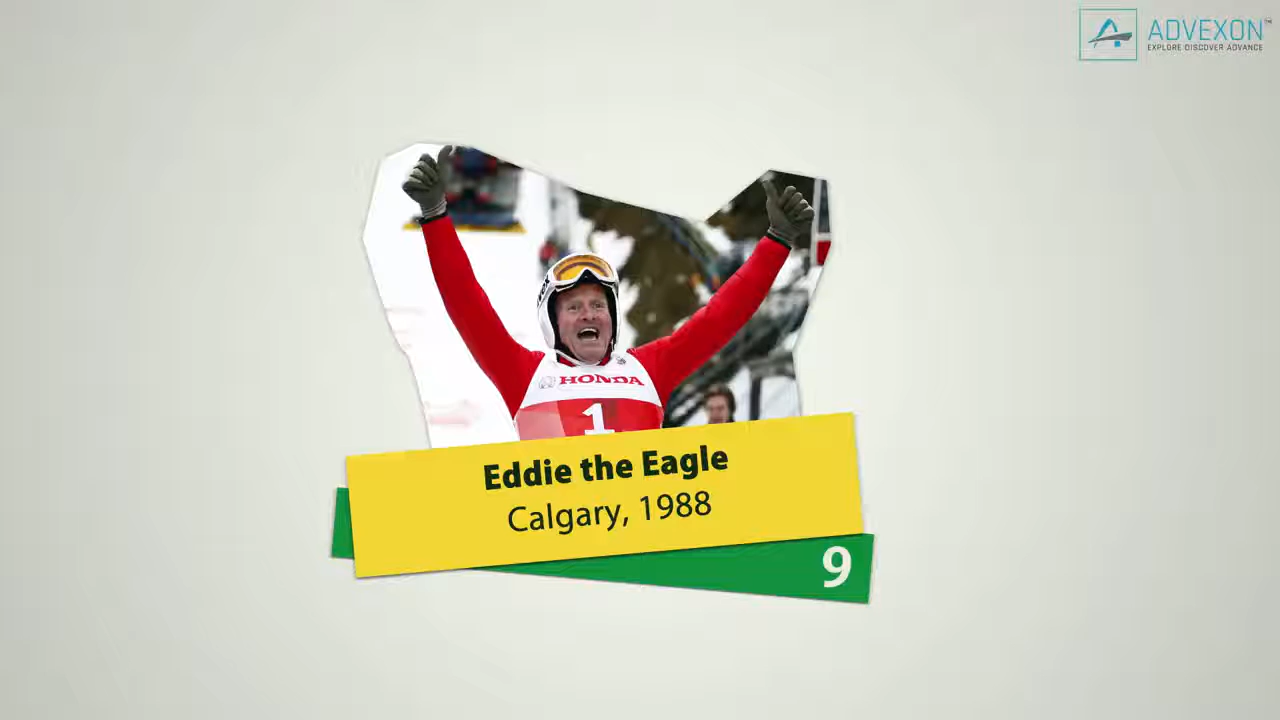 ADVEXON™
EXPLORE DISCOVER ADVANCE
HONDA
1
Eddie the Eagle
Calgary, 1988
9